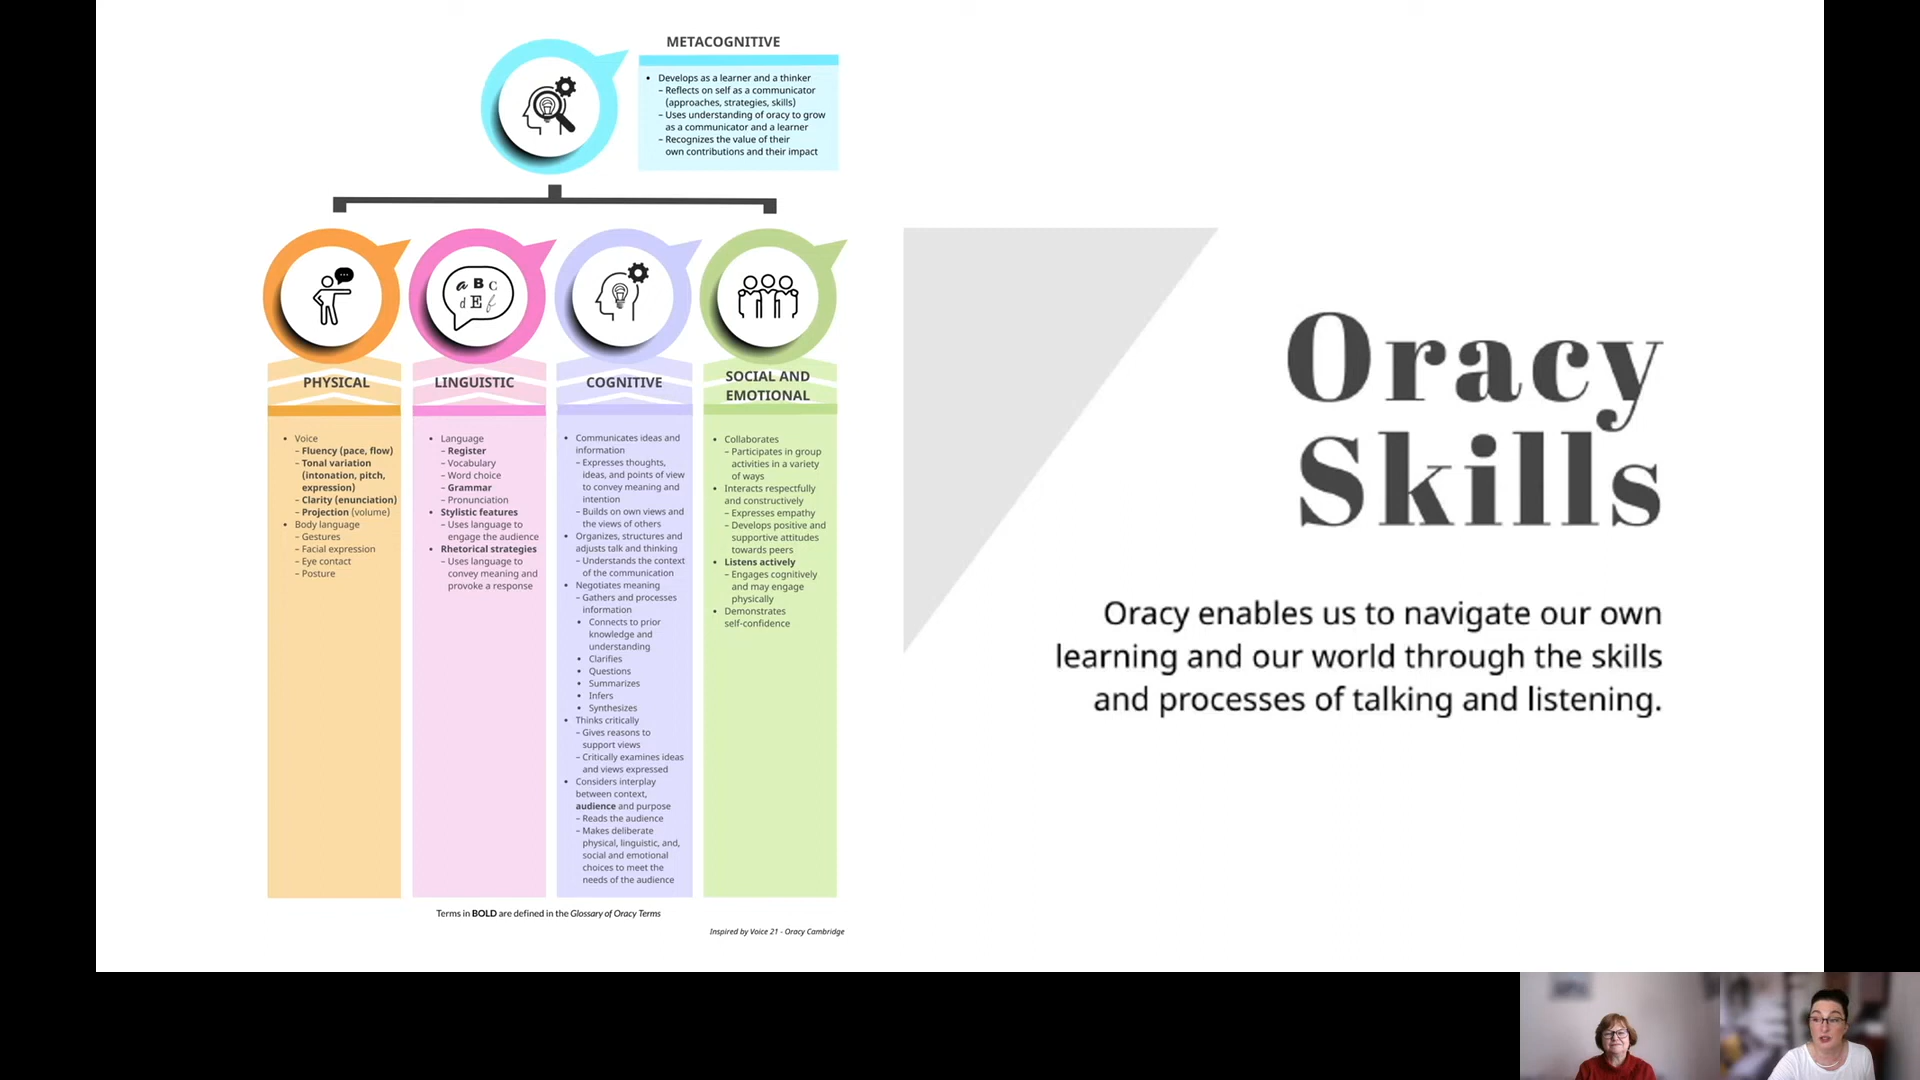 METACOGNITIVE
• Develops as a learner and a thinker
– Reflects on self as a communicator
(approaches, strategies, skills)
– Uses understanding of oracy to grow
as a communicator and a learner
– Recognizes the value of their
own contributions and their impact
a B C
d E f
PHYSICAL
• Voice
– Fluency (pace, flow)
– Tonal variation
(intonation, pitch,
expression)
– Clarity (enunciation)
– Projection (volume)
• Body language
– Gestures
– Facial expression
– Eye contact
– Posture
LINGUISTIC
• Language
– Register
– Vocabulary
– Word choice
– Grammar
– Pronunciation
• Stylistic features
– Uses language to
engage the audience
• Rhetorical strategies
– Uses language to
convey meaning and
provoke a response
COGNITIVE
• Communicates ideas and
information
– Expresses thoughts,
ideas, and points of view
to convey meaning and
intention
– Builds on own views and
the views of others
• Organizes, structures and
adjusts talk and thinking
– Understands the context
of the communication
• Negotiates meaning
– Gathers and processes
information
• Connects to prior
knowledge and
understanding
• Clarifies
• Questions
• Summarizes
• Infers
• Synthesizes
• Thinks critically
– Gives reasons to
support views
– Critically examines ideas
and views expressed
• Considers interplay
between context,
audience and purpose
– Reads the audience
– Makes deliberate
physical, linguistic, and,
social and emotional
choices to meet the
needs of the audience
SOCIAL AND
EMOTIONAL
• Collaborates
– Participates in group
activities in a variety
of ways
• Interacts respectfully
and constructively
– Expresses empathy
– Develops positive and
supportive attitudes
towards peers
• Listens actively
– Engages cognitively
and may engage
physically
• Demonstrates
self-confidence
Terms in BOLD are defined in the Glossary of Oracy Terms
Inspired by Voice 21 - Oracy Cambridge
Oracy
Skills
Oracy enables us to navigate our own
learning and our world through the skills
and processes of talking and listening.